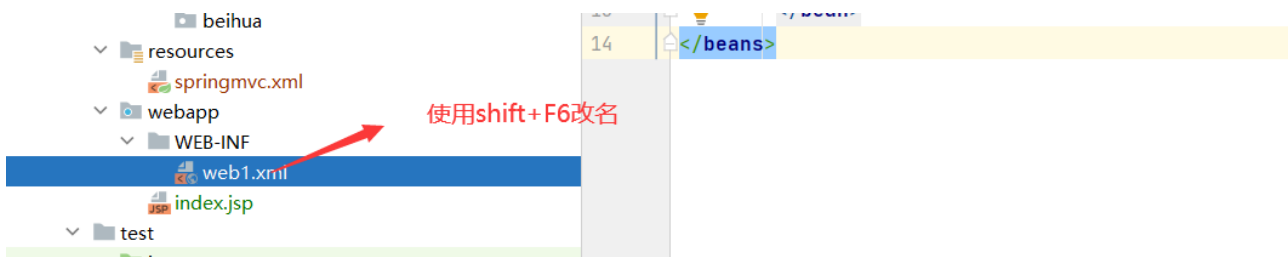 beihua
resources
springmvc.xml
webapp
WEB-INF
web1.xml
index.jsp
test
14
</beans>
使用shift+F6改名